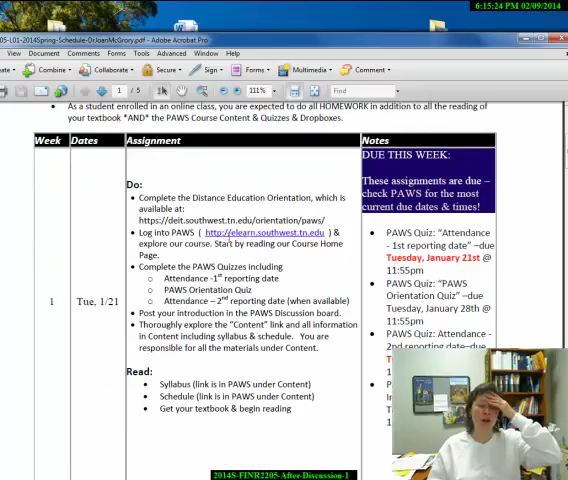 6:15:24 PM 02/09/2014
05-L01-2014Spring-Schedule-DrJoanMcGrory.pdf - Adobe Acrobat Pro
View Document Comments Forms Tools Advanced Window Help
Combine Collaborate Secure Sign Forms Multimedia Comment
1 / 5 111% Find
• As a student enrolled in an online class, you are expected to do all HOMEWORK in addition to all the reading of
your textbook *AND* the PAWS Course Content & Quizzes & Dropboxes.
Week Dates Assignment Notes
1
Tue, 1/21
Do:
• Complete the Distance Education Orientation, which is
available at:
https://deit.southwest.tn.edu/orientation/paws/
• Log into PAWS ( http://elearn.southwest.tn.edu ) &
explore our course. Start by reading our Course Home
Page.
• Complete the PAWS Quizzes including
o Attendance -1st reporting date
o PAWS Orientation Quiz
o Attendance – 2nd reporting date (when available)
• Post your introduction in the PAWS Discussion board.
• Thoroughly explore the "Content" link and all information
in Content including syllabus & schedule. You are
responsible for all the materials under Content.
Read:
• Syllabus (link is in PAWS under Content)
• Schedule (link is in PAWS under Content)
• Get your textbook & begin reading
DUE THIS WEEK:
These assignments are due –
check PAWS for the most
current due dates & times!
• PAWS Quiz: "Attendance
- 1st reporting date" –due
Tuesday, January 21st @
11:55pm
• PAWS Quiz: "PAWS
Orientation Quiz" –due
Tuesday, January 28th @
11:55pm
• PAWS Quiz: Attendance -
2nd reporting date–due
2014S-FINR2205-After-Discussion-1